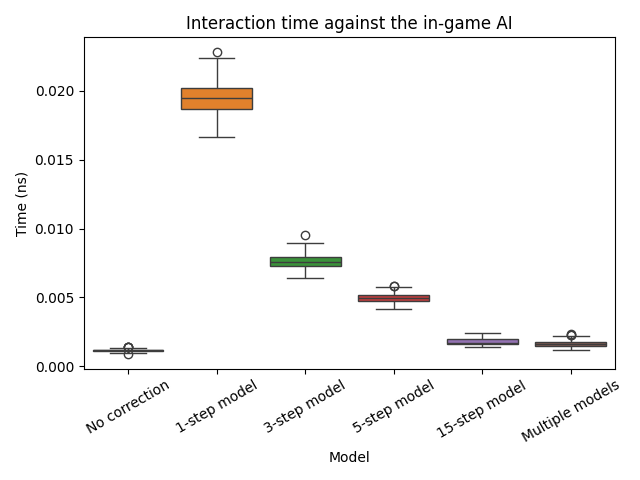 Interaction time against the in-game AI
Time (ns)
0.020
0.015
0.010
0.005
0.000
No correction
1-step model
3-step model
5-step model
15-step model
Multiple models
Model